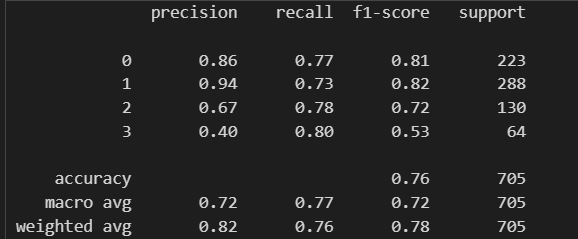 precision recall f1-score support
0 0.86 0.77 0.81 223
1 0.94 0.73 0.82 288
2 0.67 0.78 0.72 130
3 0.40 0.80 0.53 64
accuracy 0.76 705
macro avg 0.72 0.77 0.72 705
weighted avg 0.82 0.76 0.78 705